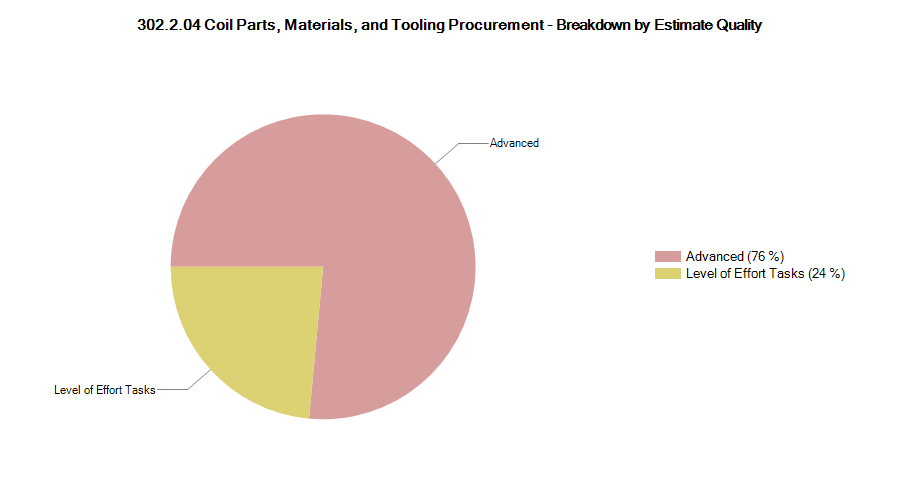 302.2.04 Coil Parts, Materials, and Tooling Procurement - Breakdown by Estimate Quality
Advanced
Advanced (76 %)
Level of Effort Tasks (24 %)
Level of Effort Tasks